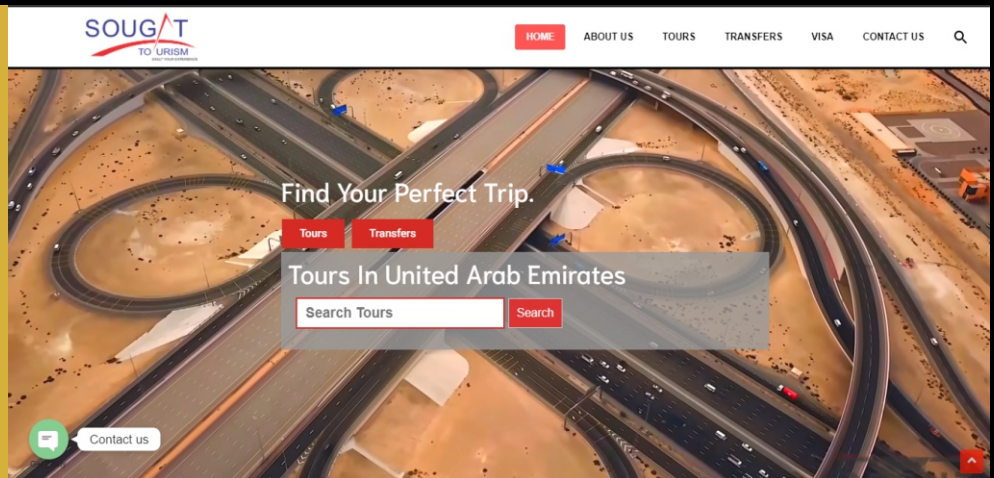 SOUGAT
TOURISM
HOME ABOUT US TOURS TRANSFERS VISA CONTACT US
Find Your Perfect Trip.
Tours Transfers
Tours In United Arab Emirates
Search Tours Search
Contact us